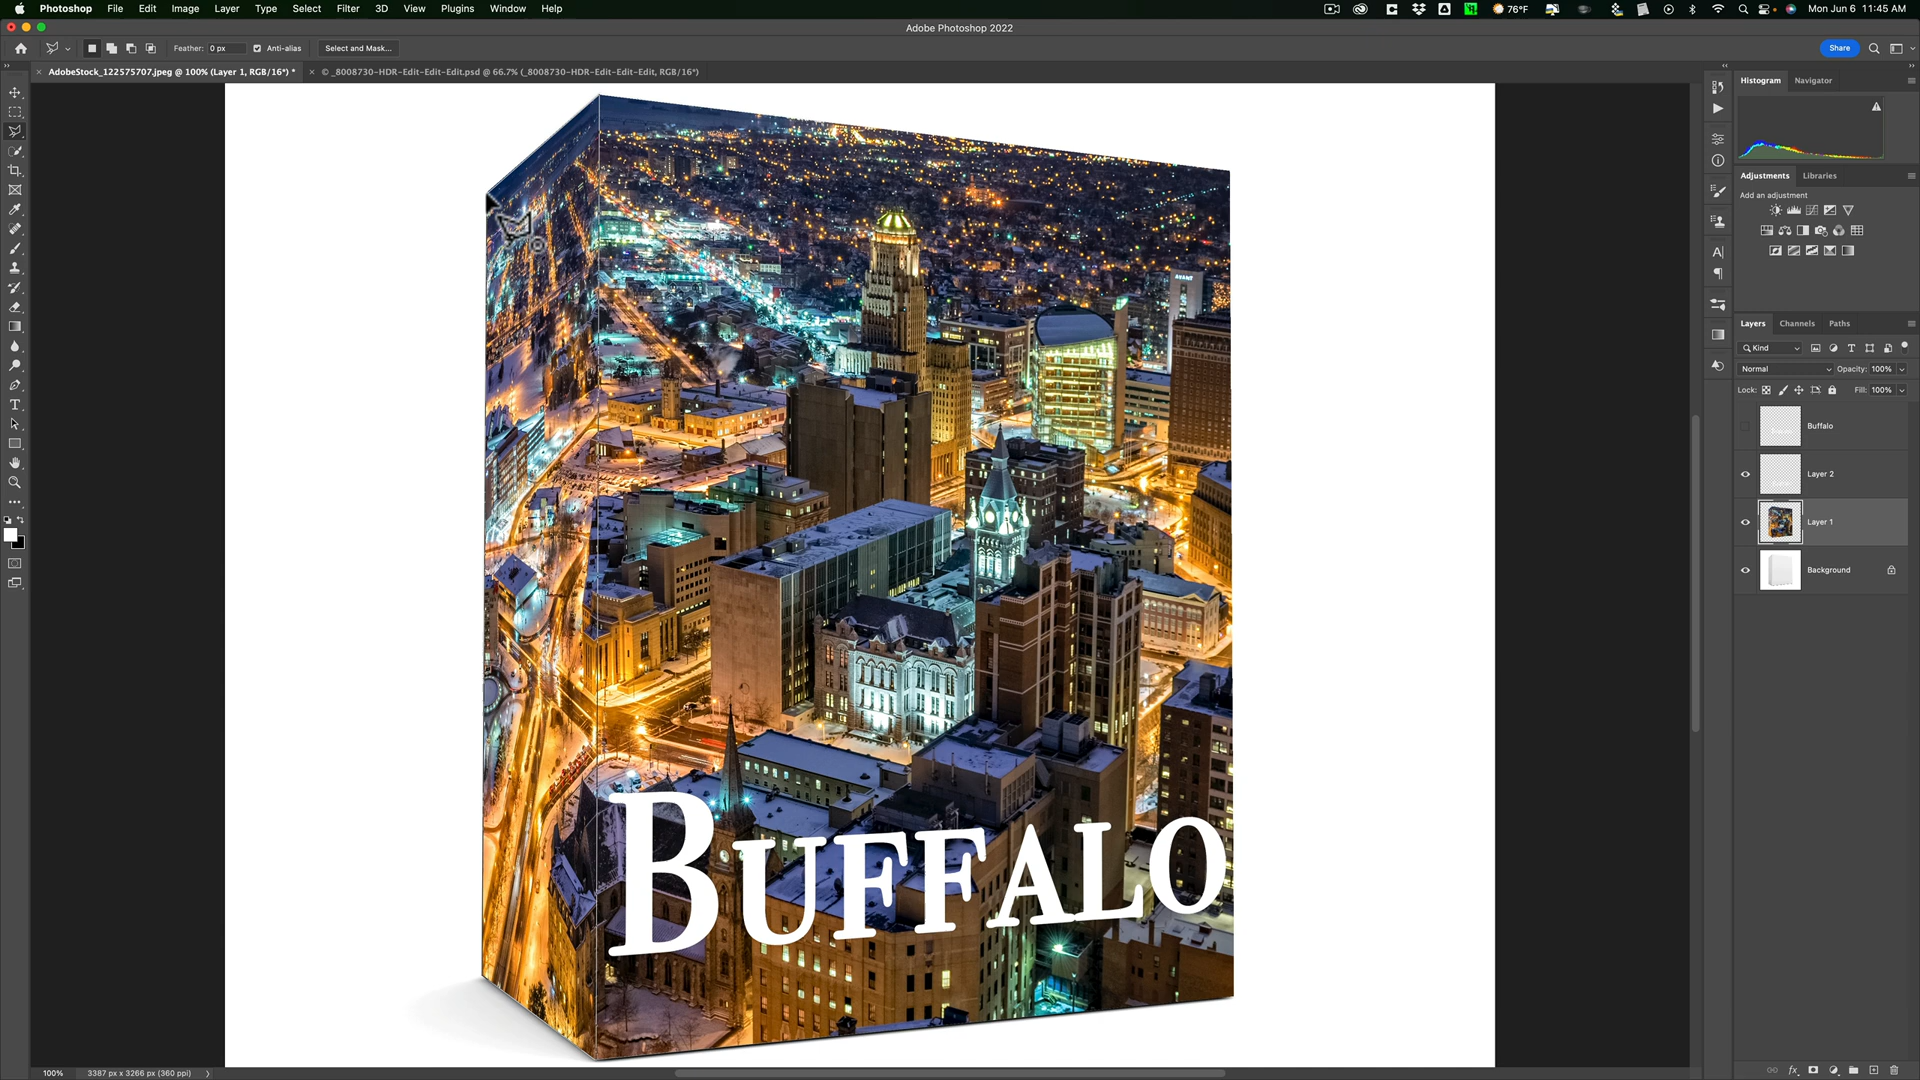 Photoshop File Edit Image Layer Type Select Filter 3D View Plugins Window Help 76°F Mon Jun 6 11:45 AM
Adobe Photoshop 2022
Feather: 0 px Anti-alias Select and Mask... Share
AdobeStock_122575707.jpeg @ 100% (Layer 1, RGB/16*) * © _8008730-HDR-Edit-Edit-Edit.psd @ 66.7% (_8008730-HDR-Edit-Edit-Edit, RGB/16*)
Histogram Navigator
Adjustments Libraries
Add an adjustment
AVANT
Layers Channels Paths
Kind
Normal Opacity: 100%
Lock: Fill: 100%
Buffalo
Layer 2
Layer 1
Background
BUFFALO
100% 3387 px x 3266 px (360 ppi)